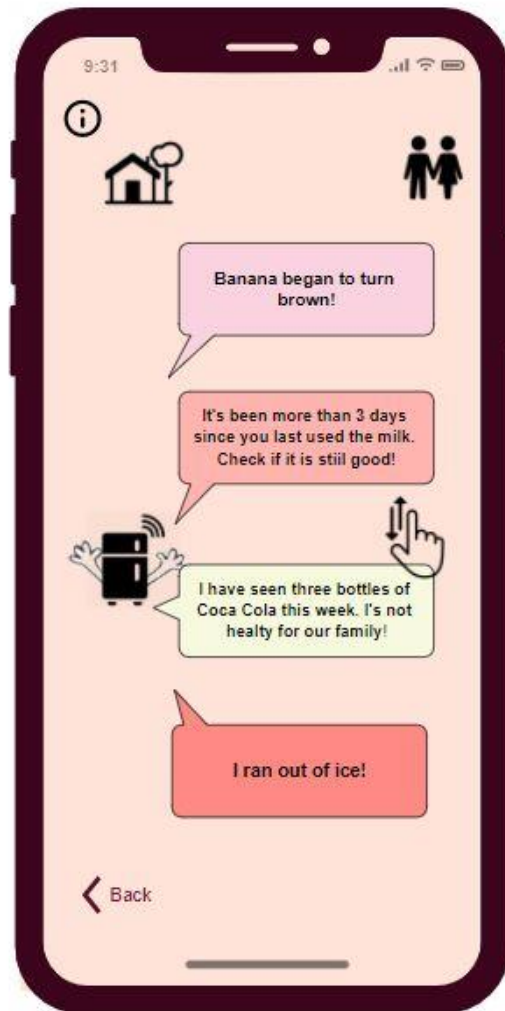 9:31
Banana began to turn
brown!
It's been more than 3 days
since you last used the milk.
Check if it is stiil good!
I have seen three bottles of
Coca Cola this week. I's not
healty for our family!
I ran out of ice!
Back